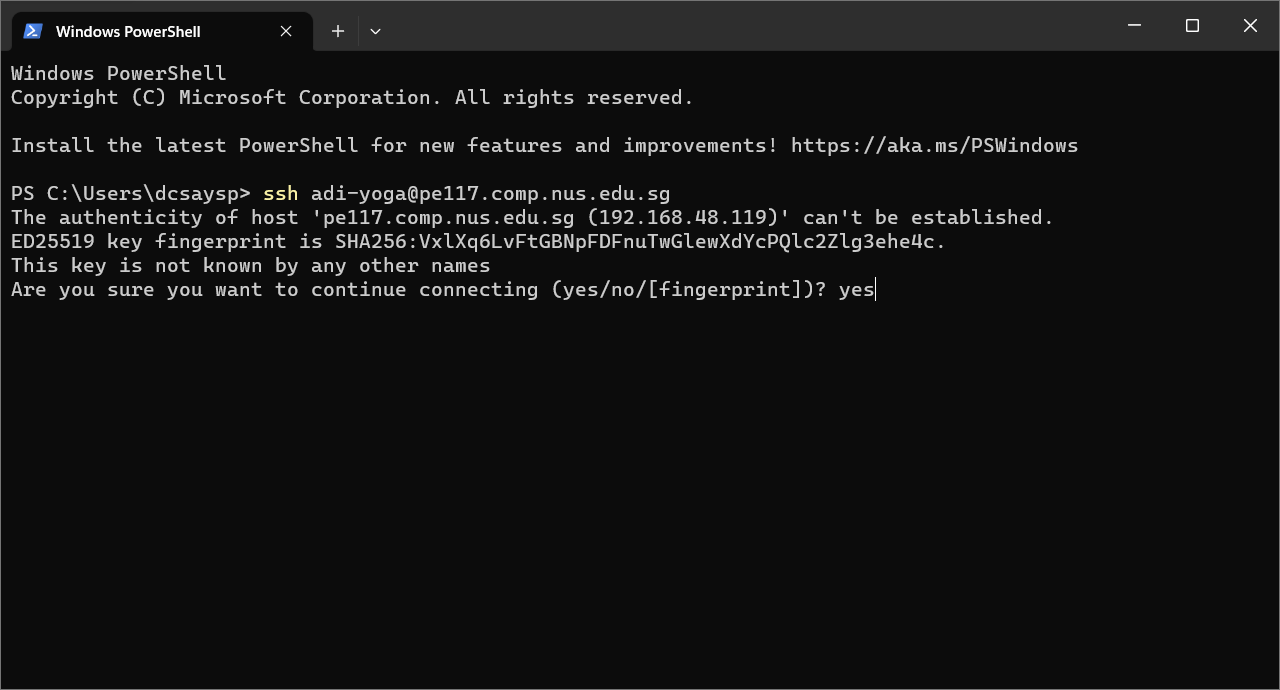 Windows PowerShell
Windows PowerShell
Copyright (C) Microsoft Corporation. All rights reserved.
Install the latest PowerShell for new features and improvements! https://aka.ms/PSWindows
PS C:\Users\dcsaysp> ssh adi-yoga@pe117.comp.nus.edu.sg
The authenticity of host 'pe117.comp.nus.edu.sg (192.168.48.119)' can't be established.
ED25519 key fingerprint is SHA256:VxlXq6LvFtGBNpFDFnuTwGlewXdYcPQlc2Zlg3ehe4c.
This key is not known by any other names
Are you sure you want to continue connecting (yes/no/[fingerprint])? yes